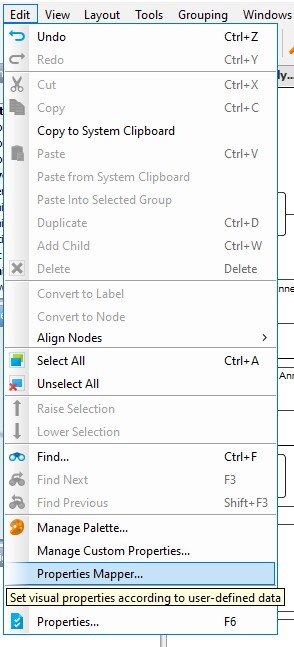 Edit View Layout Tools Grouping Windows
Undo Ctrl+Z
Redo Ctrl+Y
Cut Ctrl+X
Copy Ctrl+C
Copy to System Clipboard
Paste Ctrl+V
Paste from System Clipboard
Paste Into Selected Group
Duplicate Ctrl+D
Add Child Ctrl+W
Delete Delete
Convert to Label
Convert to Node
Align Nodes
Select All Ctrl+A
Unselect All
Raise Selection
Lower Selection
Find... Ctrl+F
Find Next F3
Find Previous Shift+F3
Manage Palette...
Manage Custom Properties...
Properties Mapper...
Set visual properties according to user-defined data
Properties... F6